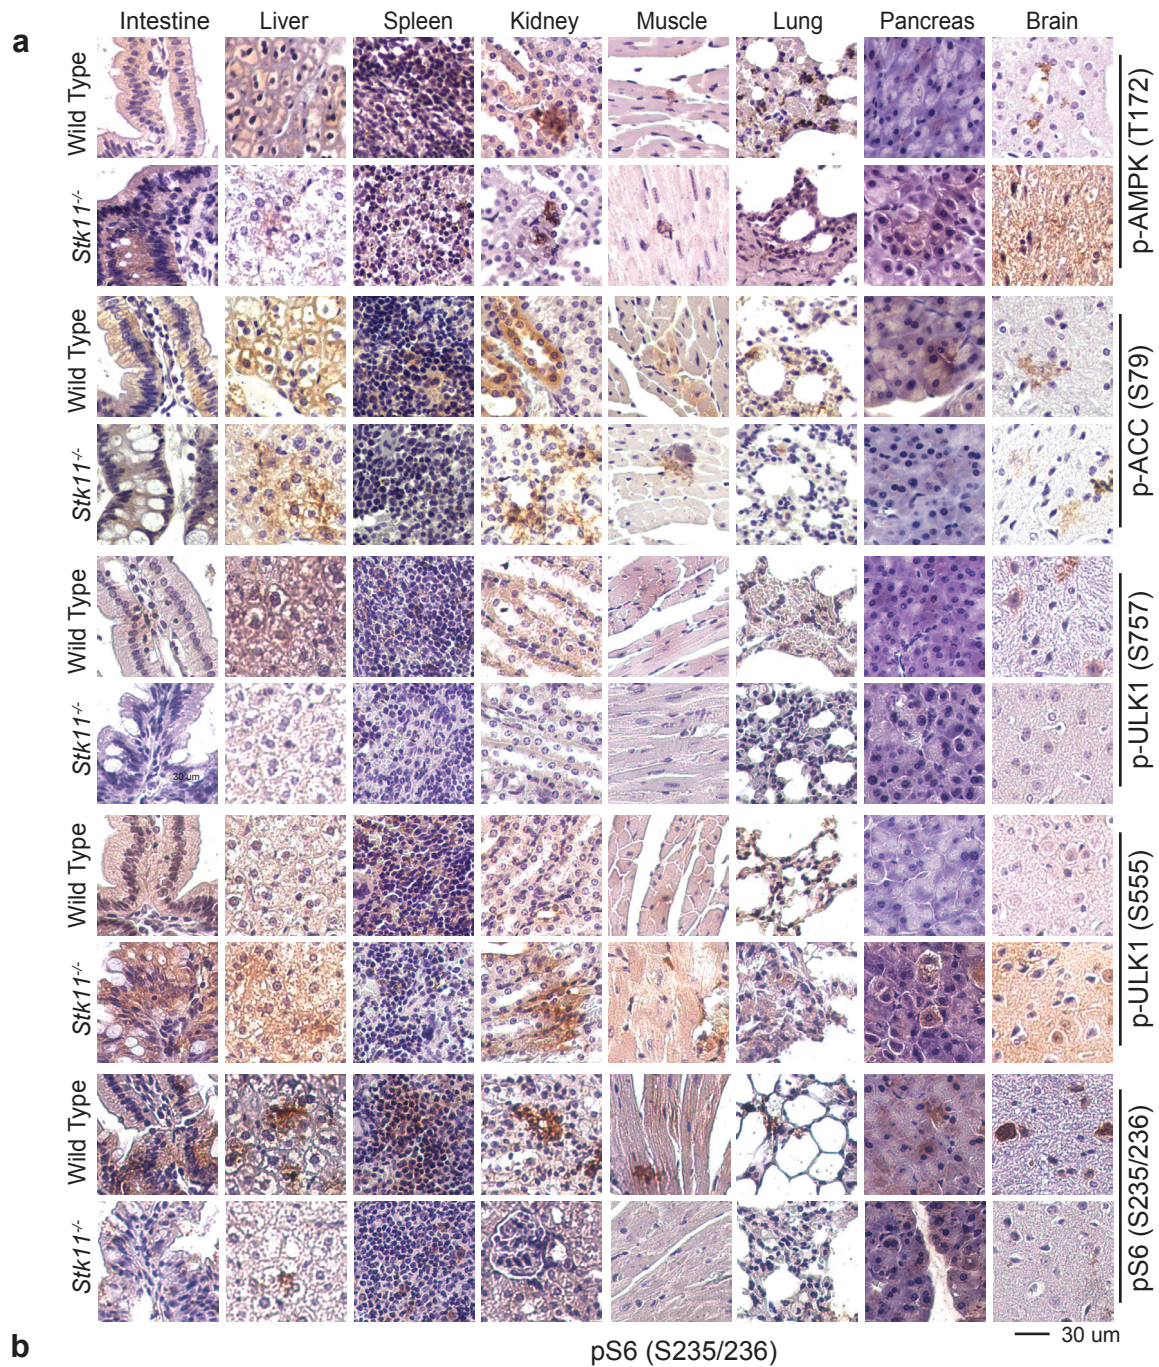 Intestine Liver Spleen Kidney Muscle Lung Pancreas Brain
a
Wild Type
Stk11-/-
p-AMPK (T172)
Wild Type
Stk11-/-
p-ACC (S79)
Wild Type
Stk11-/-
30 um
p-ULK1 (S757)
Wild Type
Stk11-/-
p-ULK1 (S555)
Wild Type
Stk11-/-
pS6 (S235/236)
30 um
b
pS6 (S235/236)